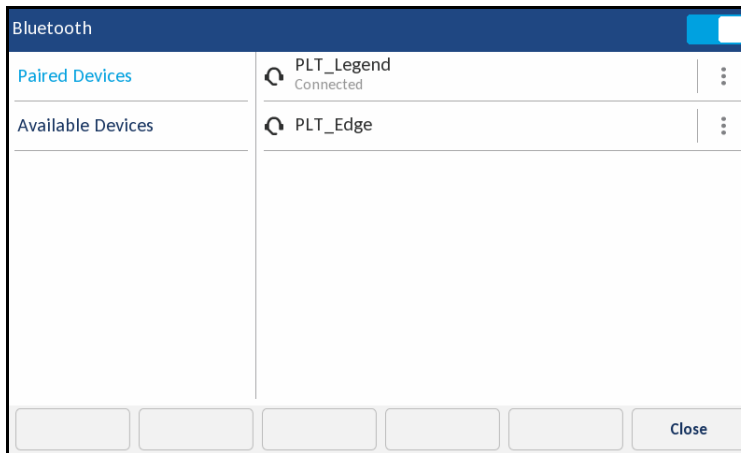 Bluetooth
Paired Devices
PLT_Legend
Connected
Available Devices
PLT_Edge
Close